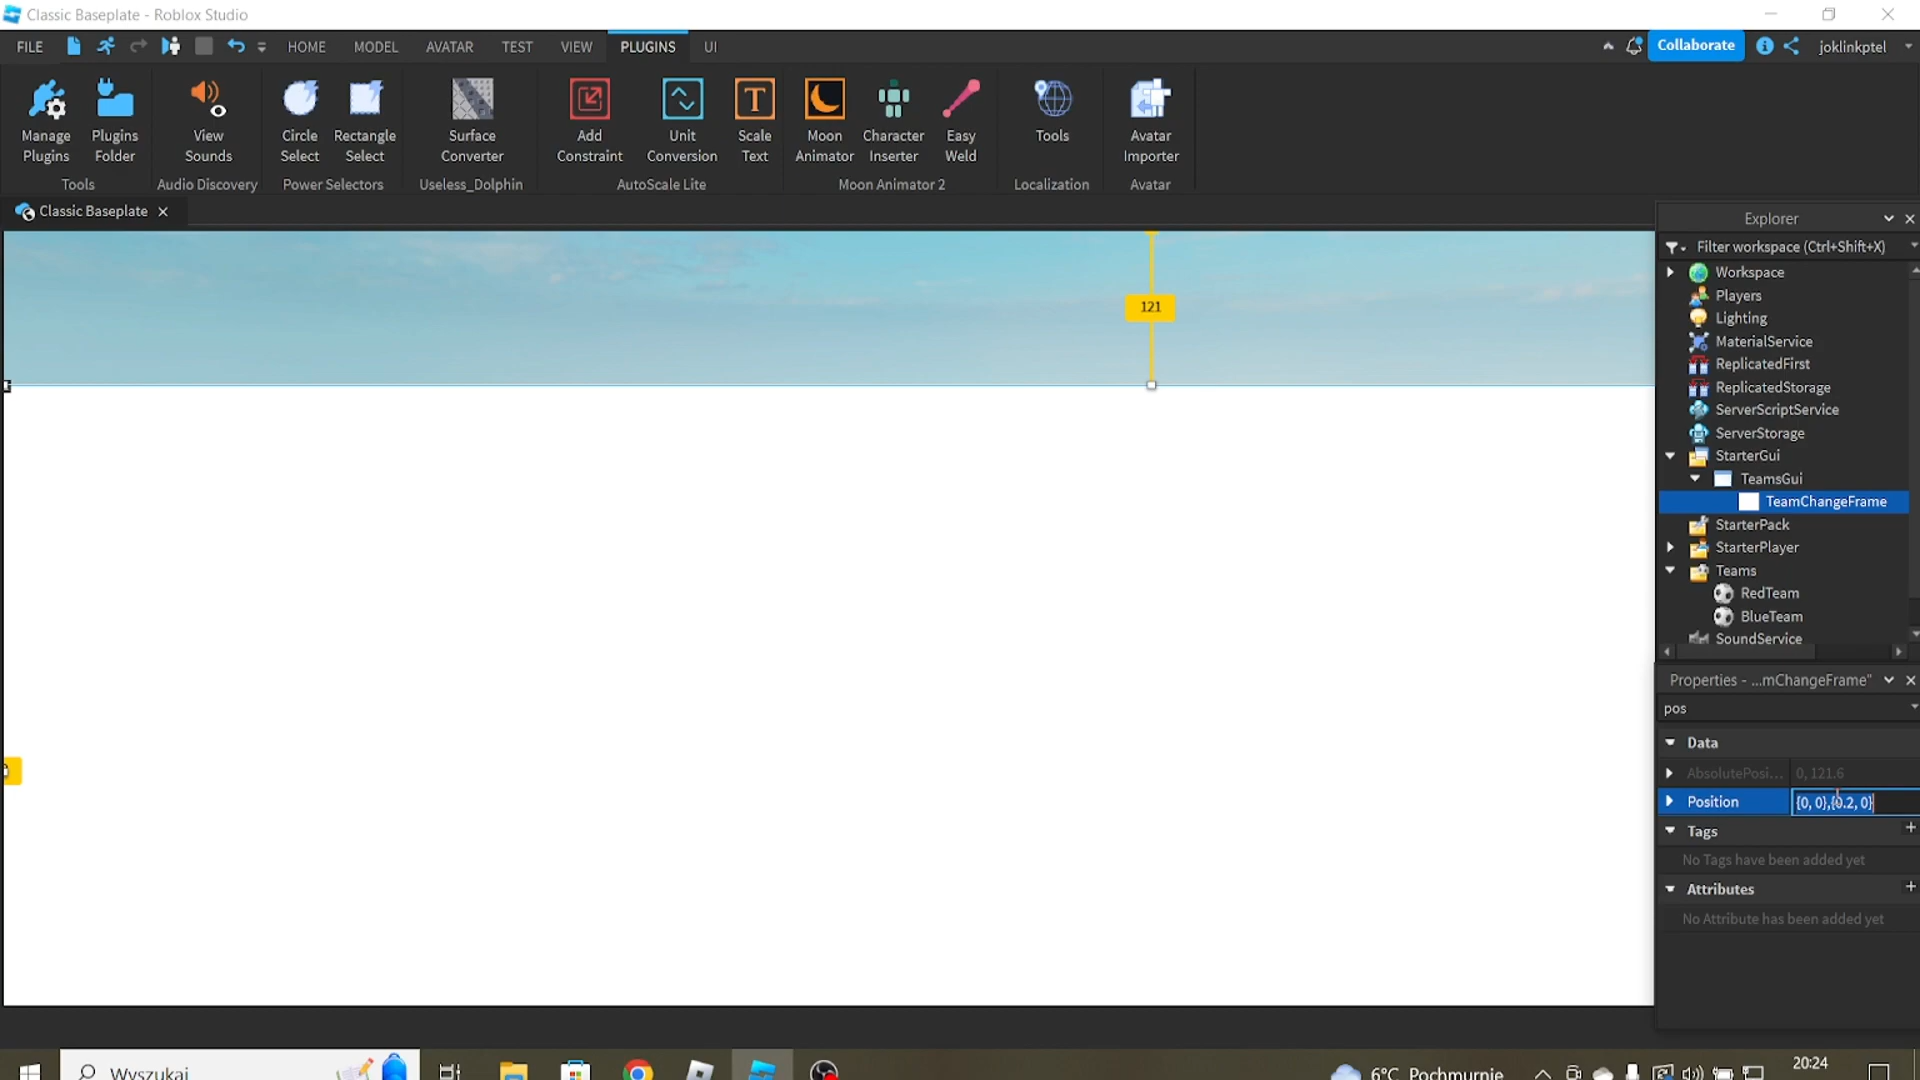 Classic Baseplate - Roblox Studio
FILE HOME MODEL AVATAR TEST VIEW PLUGINS UI Collaborate joklinkptel
Manage Plugins
Plugins Folder
View Sounds
Circle Select
Rectangle Select
Surface Converter
Add Constraint
Unit Conversion
Scale Text
Moon Animator
Character Inserter
Easy Weld
Tools
Avatar Importer
Tools Audio Discovery Power Selectors Useless_Dolphin AutoScale Lite Moon Animator 2 Localization Avatar
Classic Baseplate
121
Explorer
Filter workspace (Ctrl+Shift+X)
Workspace
Players
Lighting
MaterialService
ReplicatedFirst
ReplicatedStorage
ServerScriptService
ServerStorage
StarterGui
TeamsGui
TeamChangeFrame
StarterPack
StarterPlayer
Teams
RedTeam
BlueTeam
SoundService
Properties - ...mChangeFrame"
pos
Data
AbsolutePosi... 0, 121.6
Position {0, 0},{0.2, 0}
Tags
No Tags have been added yet
Attributes
No Attribute has been added yet
Wyszukaj
6°C Pochmurnie
20:24